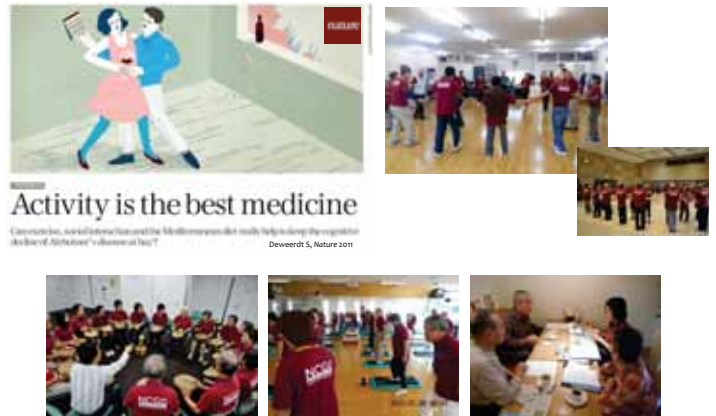 nature
Activity is the best medicine
Can exercise, social interaction and the Mediterranean diet really help to keep the cognitive
decline of Alzheimer's disease at bay?
Deweerdt S, Nature 2011
NCGG